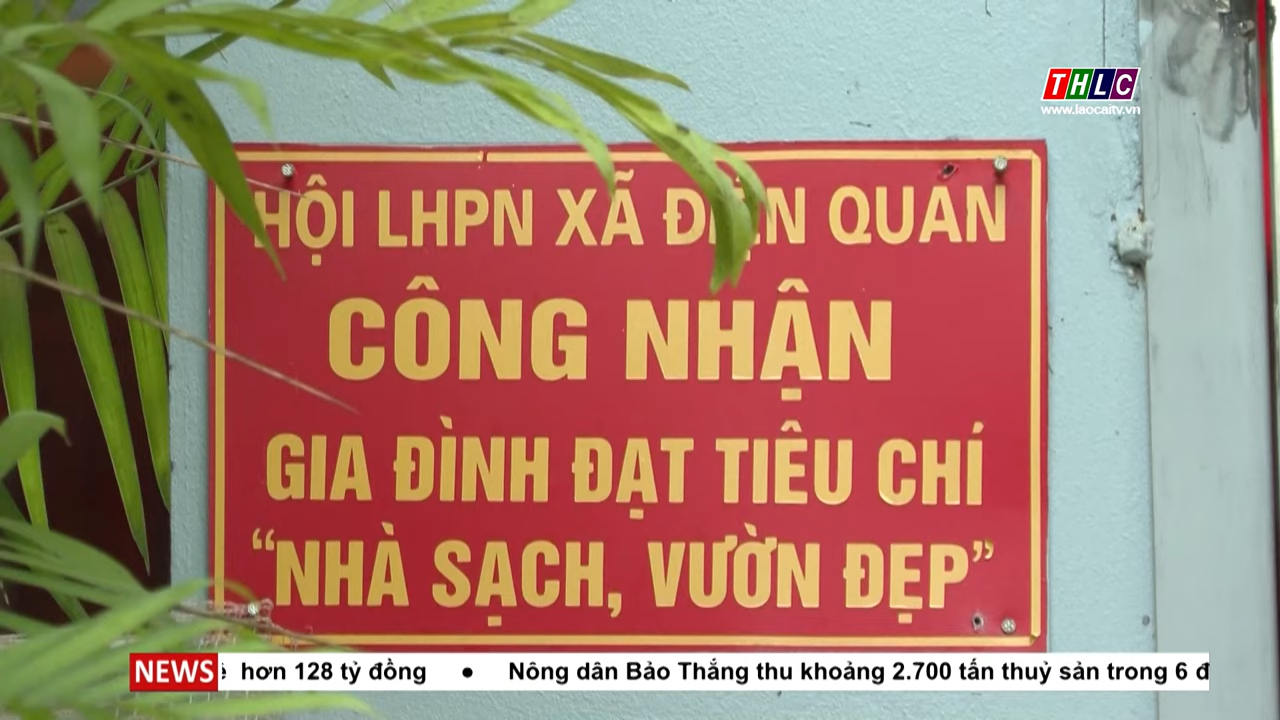 THLC
www.laocaitv.vn
HỘI LHPN XÃ QUAN
CÔNG NHẬN
GIA ĐÌNH ĐẠT TIÊU CHÍ
“NHÀ SẠCH, VƯỜN ĐẸP”
NEWS hơn 128 tỷ đồng • Nông dân Bảo Thắng thu khoảng 2.700 tấn thuỷ sản trong 6